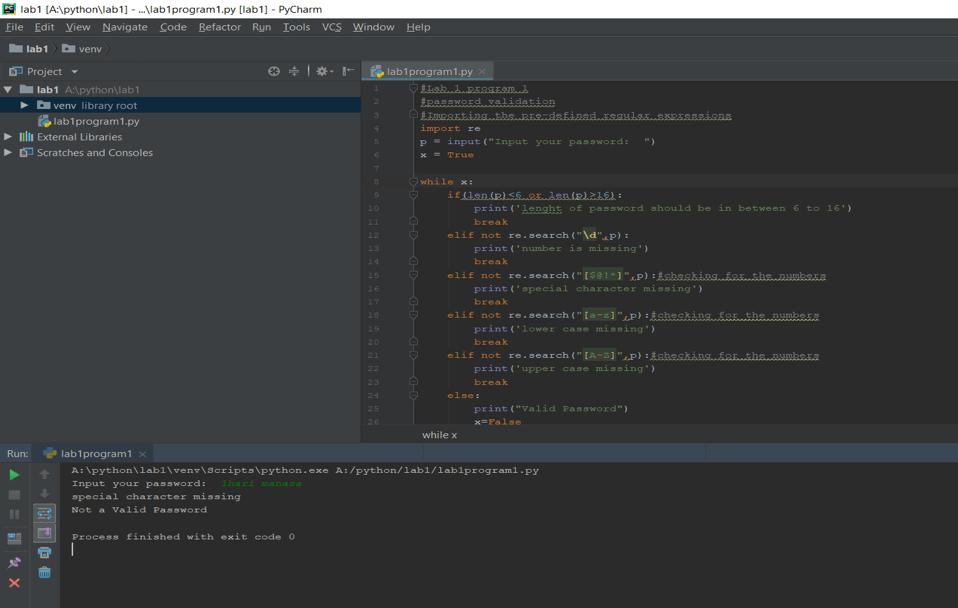 lab1 [A:\python\lab1] - ...\lab1program1.py [lab1] - PyCharm
File Edit View Navigate Code Refactor Run Tools VCS Window Help
lab1 venv
Project
lab1program1.py
lab1 A:\python\lab1
venv library root
lab1program1.py
External Libraries
Scratches and Consoles
1 #Lab 1 program 1
2 #password validation
3 #Importing the pre-defined regular expressions
4 import re
5 p = input("Input your password:  ")
6 x = True
7
8 while x:
9 if(len(p)<6 or len(p)>16):
10 print('lenght of password should be in between 6 to 16')
11 break
12 elif not re.search("\d",p):
13 print('number is missing')
14 break
15 elif not re.search("[$@!*]",p):#checking for the numbers
16 print('special character missing')
17 break
18 elif not re.search("[a-z]",p):#checking for the numbers
19 print('lower case missing')
20 break
21 elif not re.search("[A-Z]",p):#checking for the numbers
22 print('upper case missing')
23 break
24 else:
25 print("Valid Password")
26 x=False
while x
Run: lab1program1
A:\python\lab1\venv\Scripts\python.exe A:/python/lab1/lab1program1.py
Input your password:  1hari manasa
special character missing
Not a Valid Password
Process finished with exit code 0